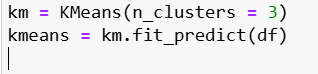 km = KMeans(n_clusters = 3)
kmeans = km.fit_predict(df)